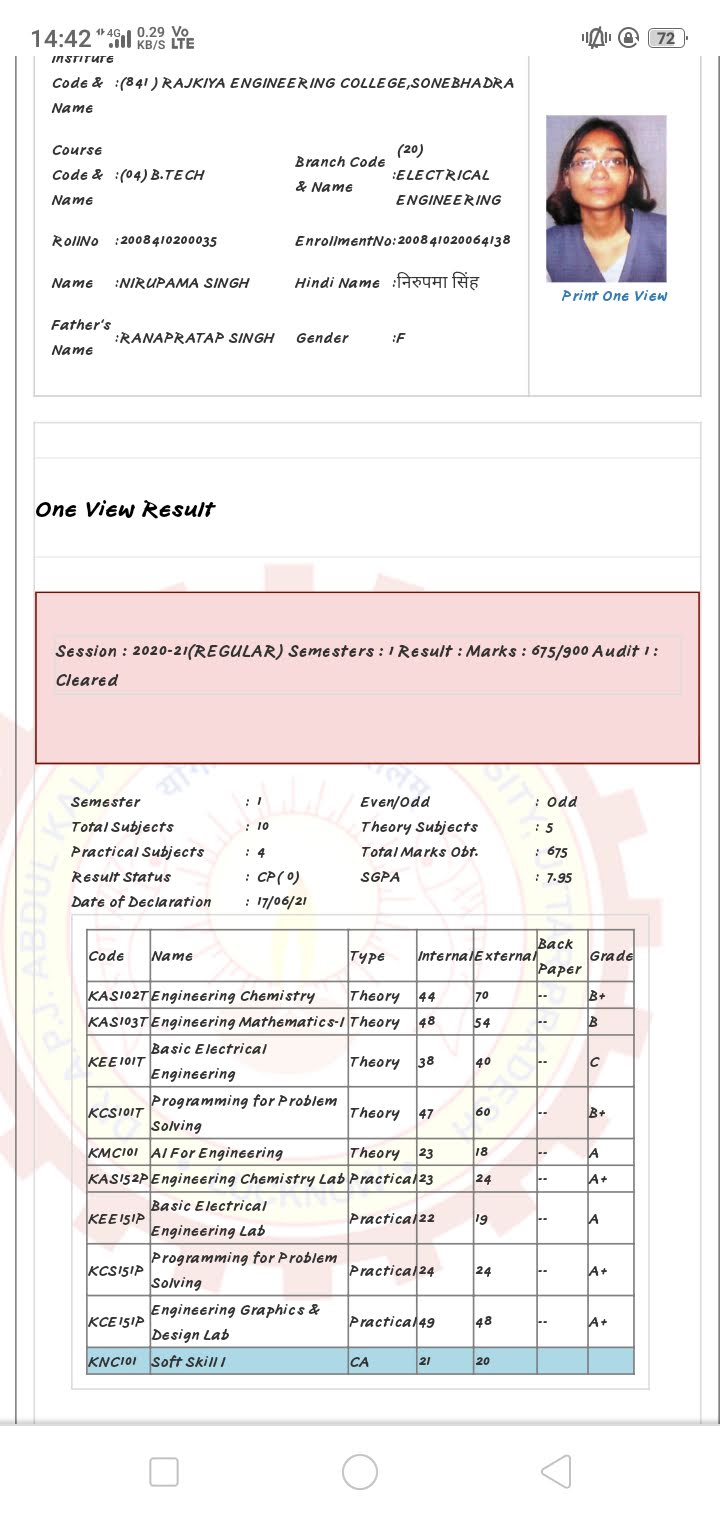 14:42 4G 0.29 KB/S Vo LTE 72
Institute
Code & Name :(841) RAJKIYA ENGINEERING COLLEGE,SONEBHADRA
Course Code & Name :(04) B.TECH Branch Code & Name :(20) ELECTRICAL ENGINEERING
RollNo :2008410200035 EnrollmentNo:200841020064138
Name :NIRUPAMA SINGH Hindi Name :निरुपमा सिंह
Print One View
Father's Name :RANAPRATAP SINGH Gender :F
One View Result
Session : 2020-21(REGULAR) Semesters : 1 Result : Marks : 675/900 Audit 1 :
Cleared
Semester : 1 Even/Odd : Odd
Total Subjects : 10 Theory Subjects : 5
Practical Subjects : 4 Total Marks Obt. : 675
Result Status : CP( 0) SGPA : 7.95
Date of Declaration : 17/06/21
Code Name Type Internal External Back Paper Grade
KAS102T Engineering Chemistry Theory 44 70 -- B+
KAS103T Engineering Mathematics-I Theory 48 54 -- B
KEE101T Basic Electrical Engineering Theory 38 40 -- C
KCS101T Programming for Problem Solving Theory 47 60 -- B+
KMC101 AI For Engineering Theory 23 18 -- A
KAS152P Engineering Chemistry Lab Practical 23 24 -- A+
KEE151P Basic Electrical Engineering Lab Practical 22 19 -- A
KCS151P Programming for Problem Solving Practical 24 24 -- A+
KCE151P Engineering Graphics & Design Lab Practical 49 48 -- A+
KNC101 Soft Skill I CA 21 20